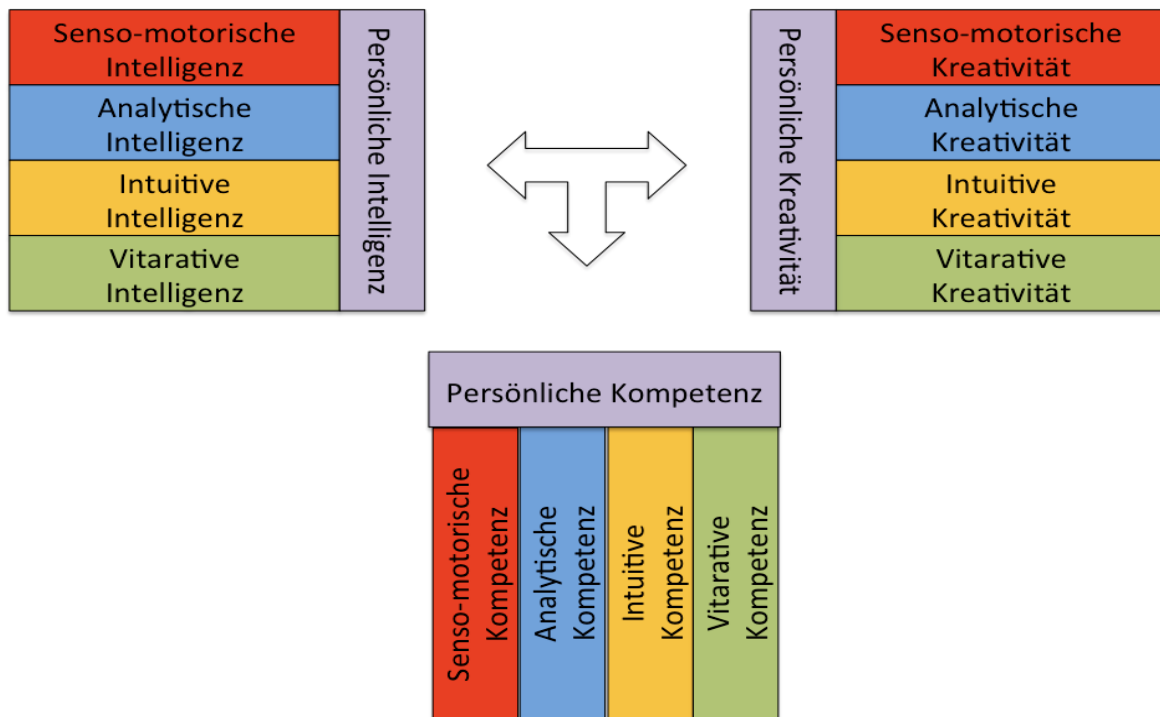 Senso-motorische
Intelligenz
Analytische
Intelligenz
Intuitive
Intelligenz
Vitarative
Intelligenz
Persönliche Intelligenz
Persönliche Kreativität
Senso-motorische
Kreativität
Analytische
Kreativität
Intuitive
Kreativität
Vitarative
Kreativität
Persönliche Kompetenz
Senso-motorische
Kompetenz
Analytische
Kompetenz
Intuitive
Kompetenz
Vitarative
Kompetenz